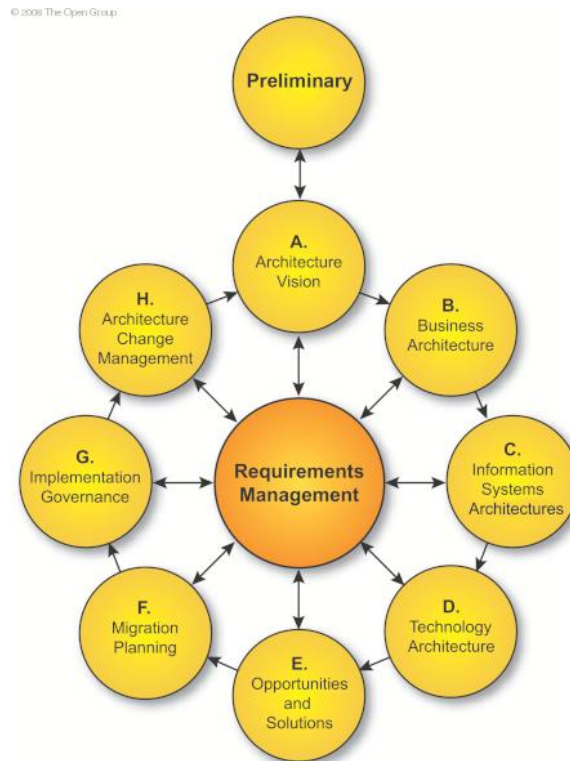 © 2008 The Open Group
Preliminary
A.
Architecture
Vision
B.
Business
Architecture
C.
Information
Systems
Architectures
D.
Technology
Architecture
E.
Opportunities
and
Solutions
F.
Migration
Planning
G.
Implementation
Governance
H.
Architecture
Change
Management
Requirements
Management